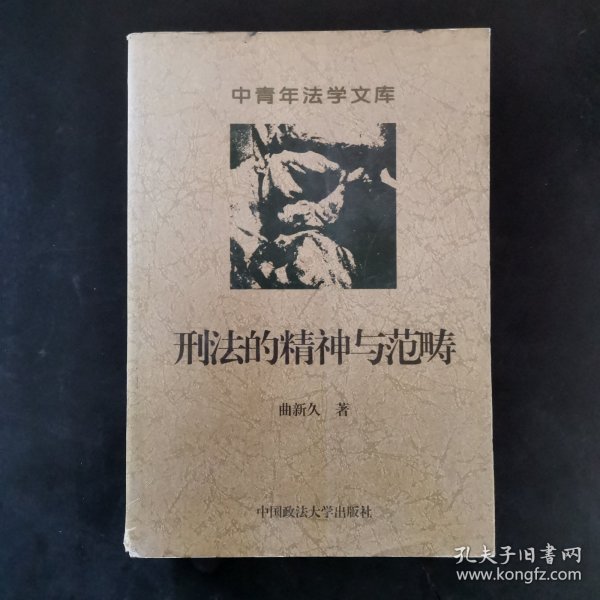 中青年法学文库
刑法的精神与范畴
曲新久 著
中国政法大学出版社
孔夫子旧书网
www.kongfz.com